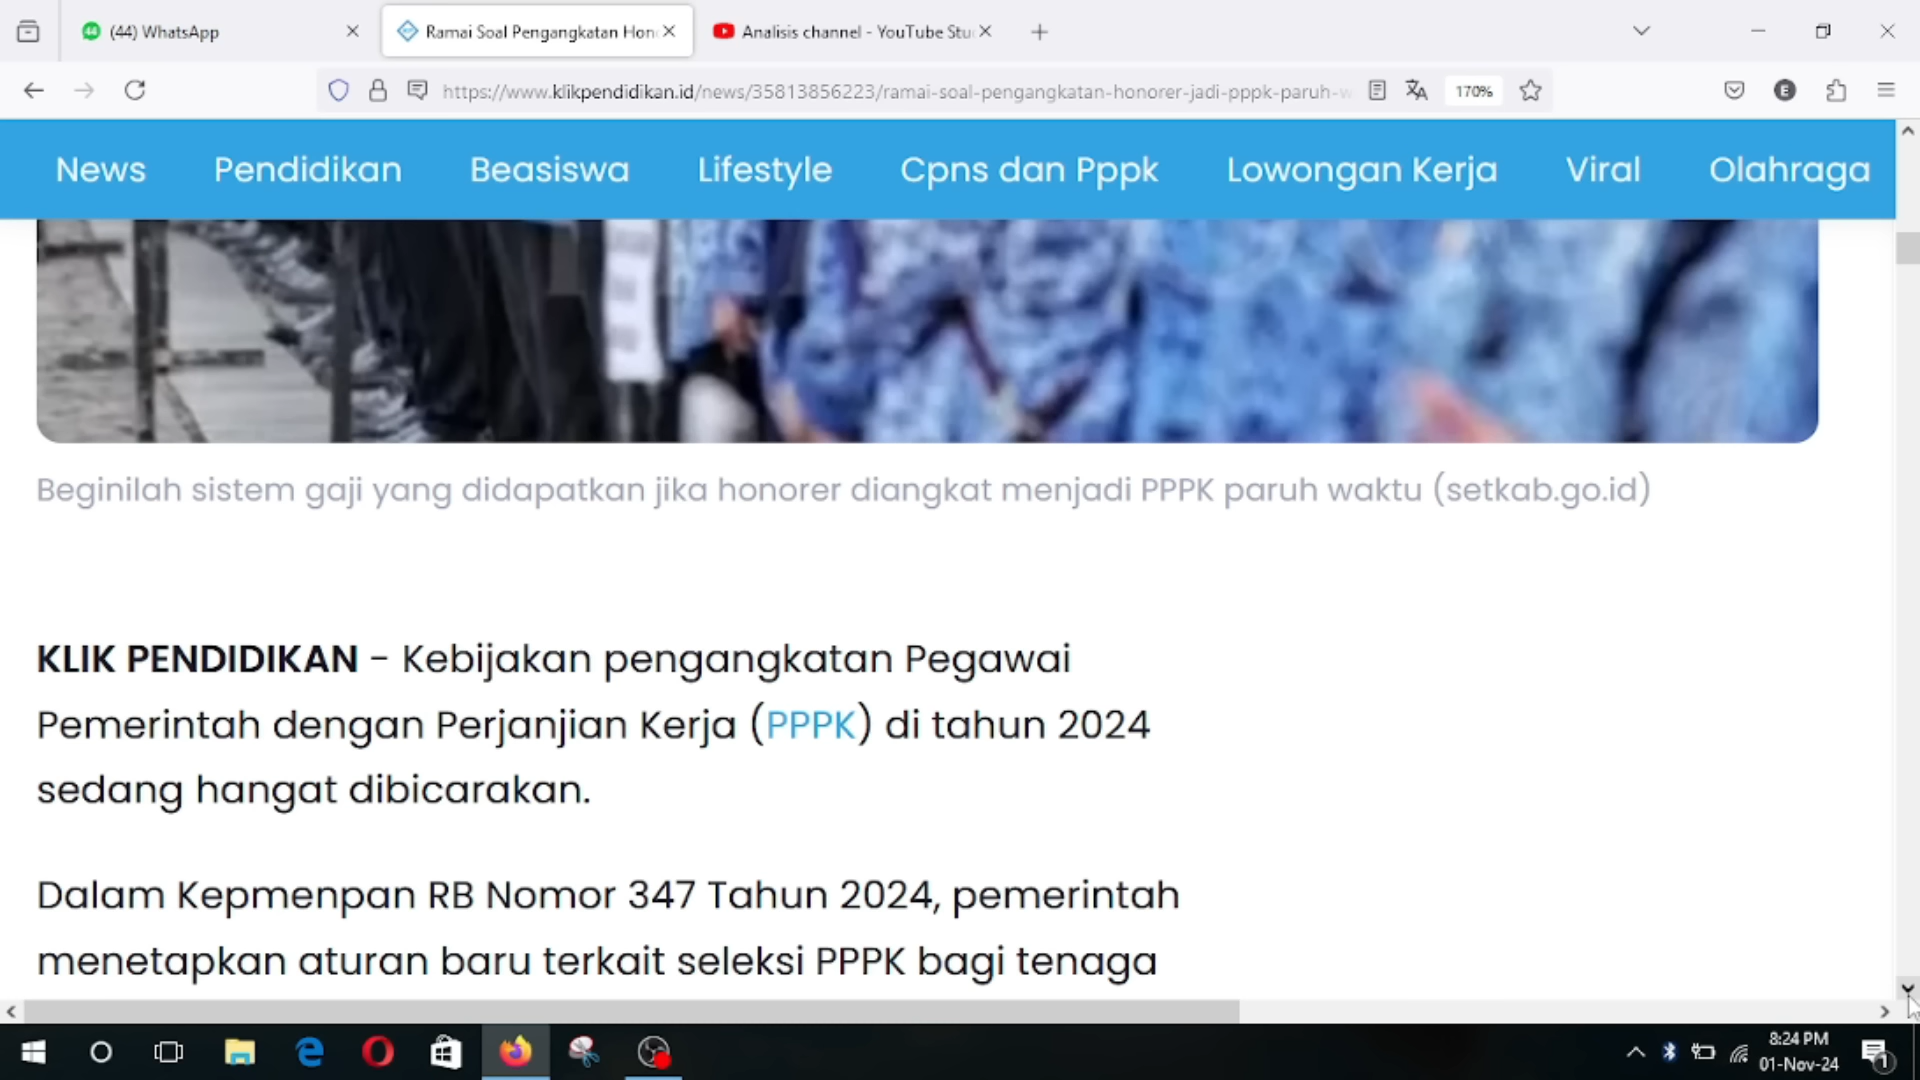 (44) WhatsApp
Ramai Soal Pengangkatan Hon
Analisis channel - YouTube Stu
https://www.klikpendidikan.id/news/35813856223/ramai-soal-pengangkatan-honorer-jadi-pppk-paruh-w
170%
E
News Pendidikan Beasiswa Lifestyle Cpns dan Pppk Lowongan Kerja Viral Olahraga
Beginilah sistem gaji yang didapatkan jika honorer diangkat menjadi PPPK paruh waktu (setkab.go.id)
KLIK PENDIDIKAN - Kebijakan pengangkatan Pegawai
Pemerintah dengan Perjanjian Kerja (PPPK) di tahun 2024
sedang hangat dibicarakan.
Dalam Kepmenpan RB Nomor 347 Tahun 2024, pemerintah
menetapkan aturan baru terkait seleksi PPPK bagi tenaga
8:24 PM
01-Nov-24
1